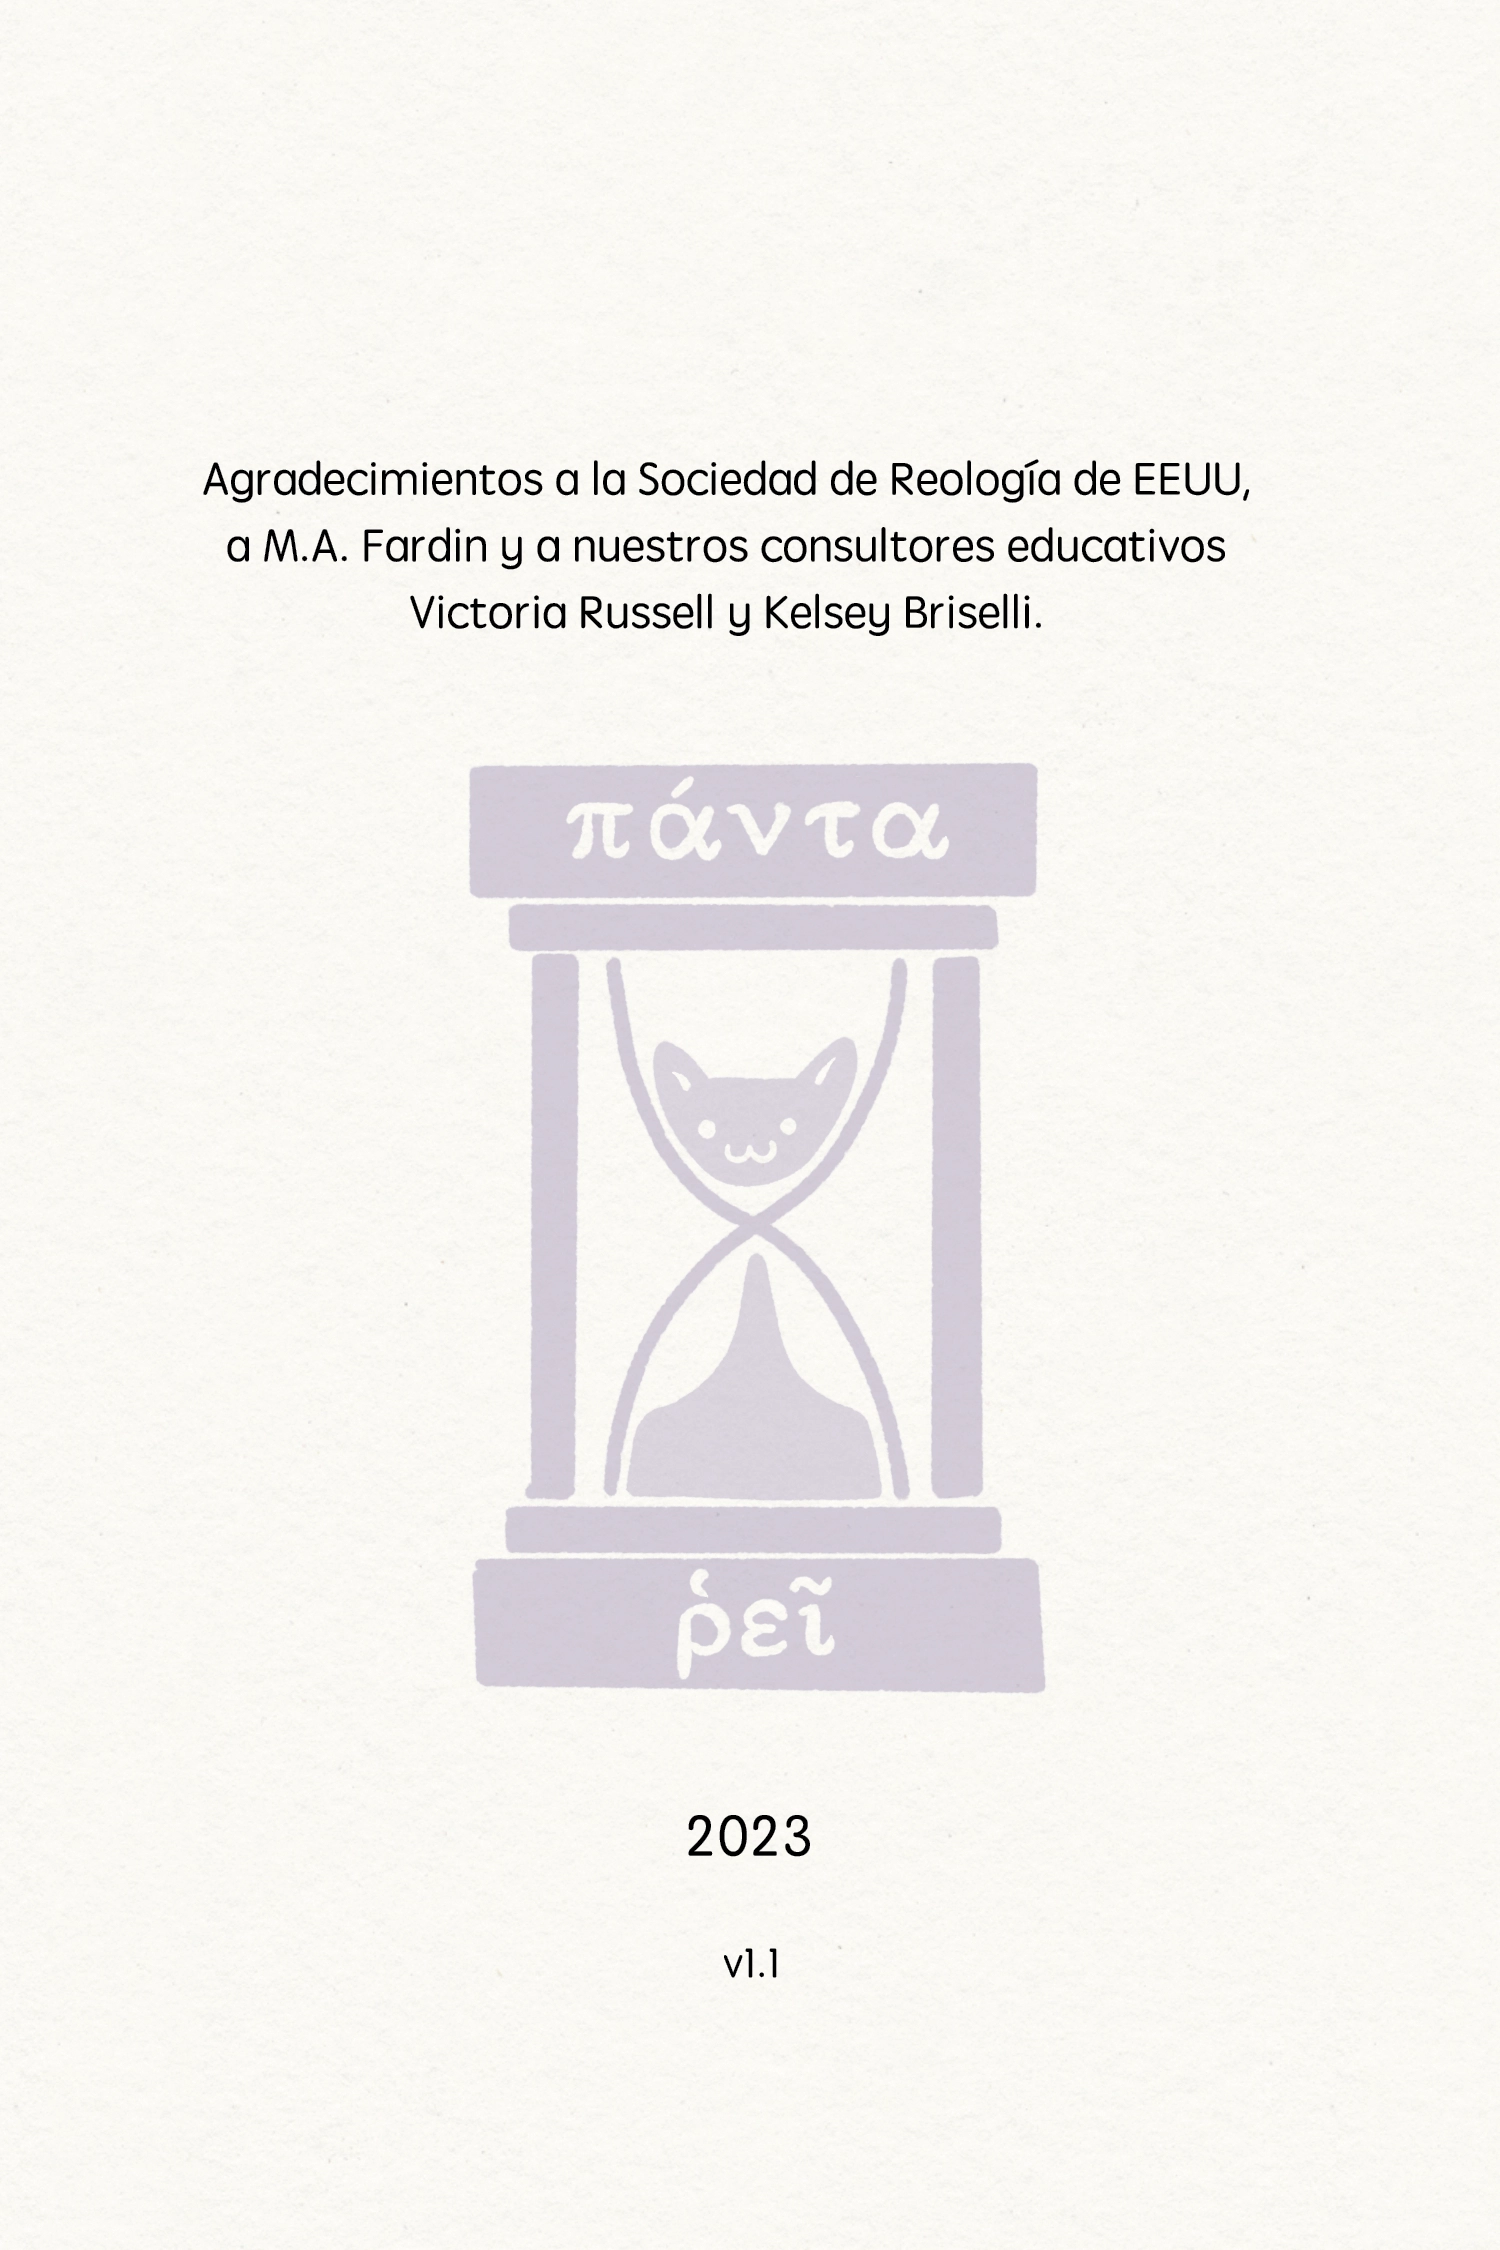 Agradecimientos a la Sociedad de Reología de EEUU,
a M.A. Fardin y a nuestros consultores educativos
Victoria Russell y Kelsey Briselli.
πάντα
ῥεῖ
2023
v1.1